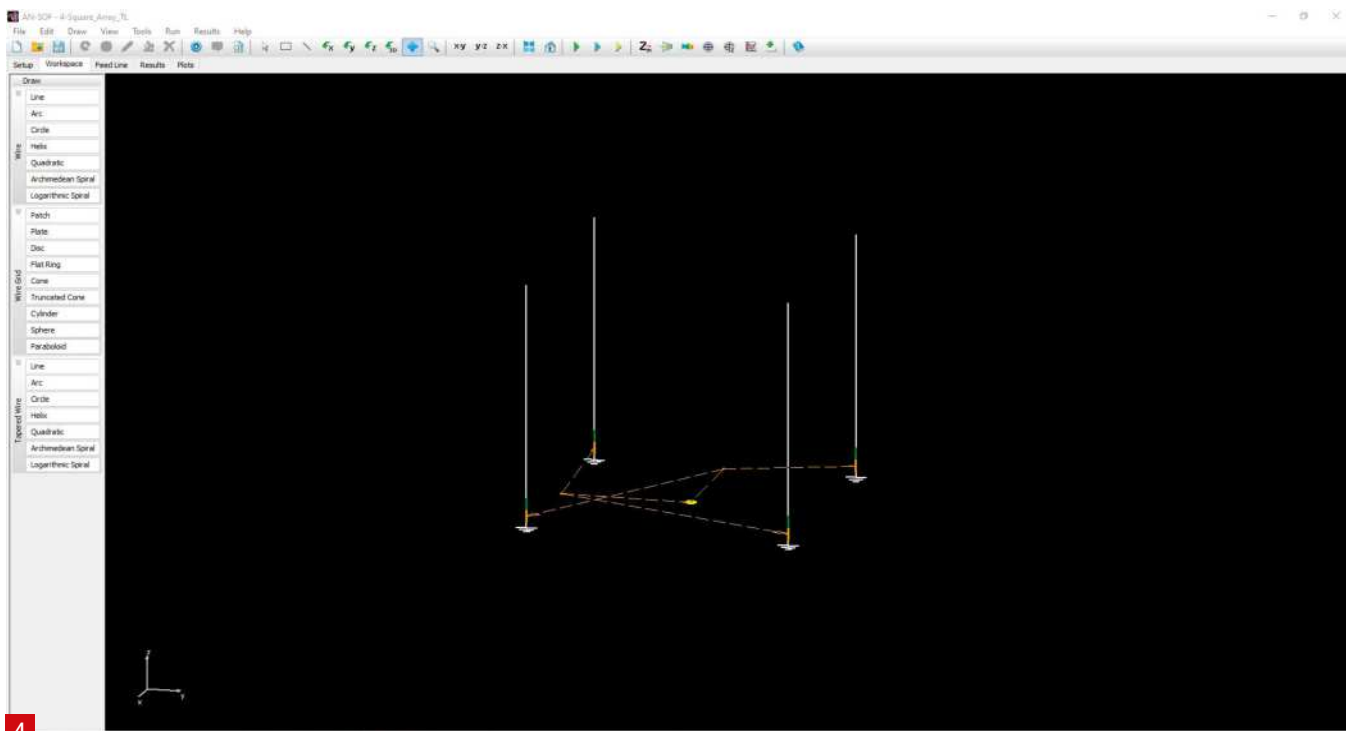 AN-SOF - 4-Square_Array_TL
File Edit Draw View Tools Run Results Help
xy yz zx
Setup Workspace Feed Line Results Plots
Draw
Wire
Line
Arc
Circle
Helix
Quadratic
Archimedean Spiral
Logarithmic Spiral
Wire Grid
Patch
Plate
Disc
Flat Ring
Cone
Truncated Cone
Cylinder
Sphere
Paraboloid
Tapered Wire
Line
Arc
Circle
Helix
Quadratic
Archimedean Spiral
Logarithmic Spiral
z
x y
4